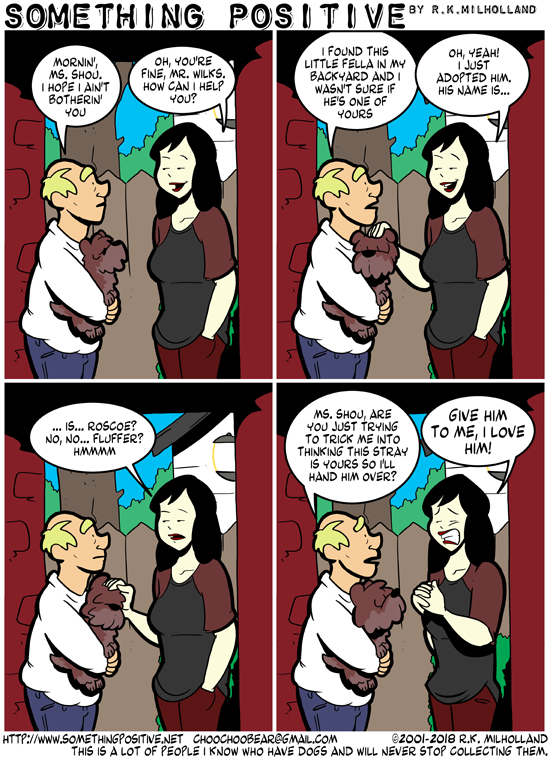 SOMETHING POSITIVE BY R.K.MILHOLLAND
MORNIN',
MS. SHOU.
I HOPE I AIN'T
BOTHERIN'
YOU
OH, YOU'RE
FINE, MR. WILKS.
HOW CAN I HELP
YOU?
I FOUND THIS
LITTLE FELLA IN MY
BACKYARD AND I
WASN'T SURE IF
HE'S ONE OF
YOURS
OH, YEAH!
I JUST
ADOPTED HIM.
HIS NAME IS...
... IS... ROSCOE?
NO, NO... FLUFFER?
HMMMM
MS. SHOU, ARE
YOU JUST TRYING
TO TRICK ME INTO
THINKING THIS STRAY
IS YOURS SO I'LL
HAND HIM OVER?
GIVE HIM
TO ME, I LOVE
HIM!
HTTP://WWW.SOMETHINGPOSITIVE.NET CHOOCHOOBEAR@GMAIL.COM ©2001-2018 R.K. MILHOLLAND
THIS IS A LOT OF PEOPLE I KNOW WHO HAVE DOGS AND WILL NEVER STOP COLLECTING THEM.